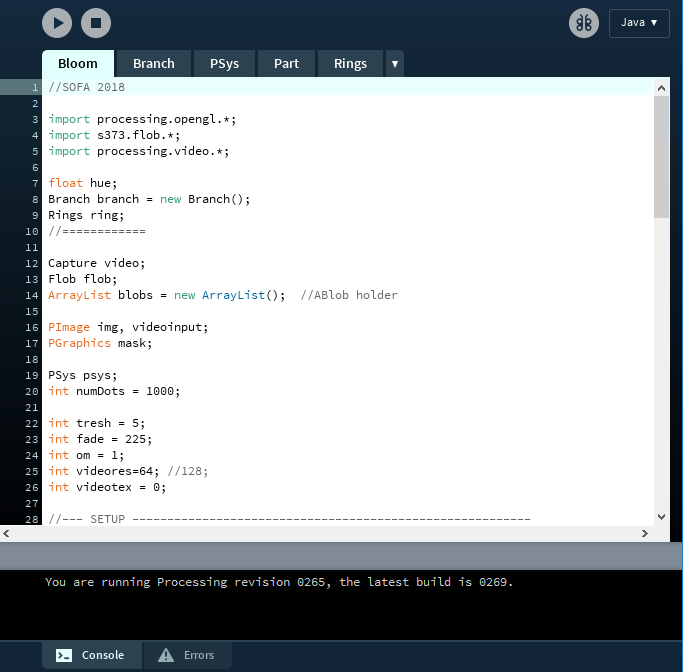 Java ▼
Bloom Branch PSys Part Rings ▼
1 //SOFA 2018
2
3 import processing.opengl.*;
4 import s373.flob.*;
5 import processing.video.*;
6
7 float hue;
8 Branch branch = new Branch();
9 Rings ring;
10 //============
11
12 Capture video;
13 Flob flob;
14 ArrayList blobs = new ArrayList();  //ABlob holder
15
16 PImage img, videoinput;
17 PGraphics mask;
18
19 PSys psys;
20 int numDots = 1000;
21
22 int tresh = 5;
23 int fade = 225;
24 int om = 1;
25 int videores=64; //128;
26 int videotex = 0;
27
28 //--- SETUP ---------------------------------------------------------
You are running Processing revision 0265, the latest build is 0269.
Console Errors